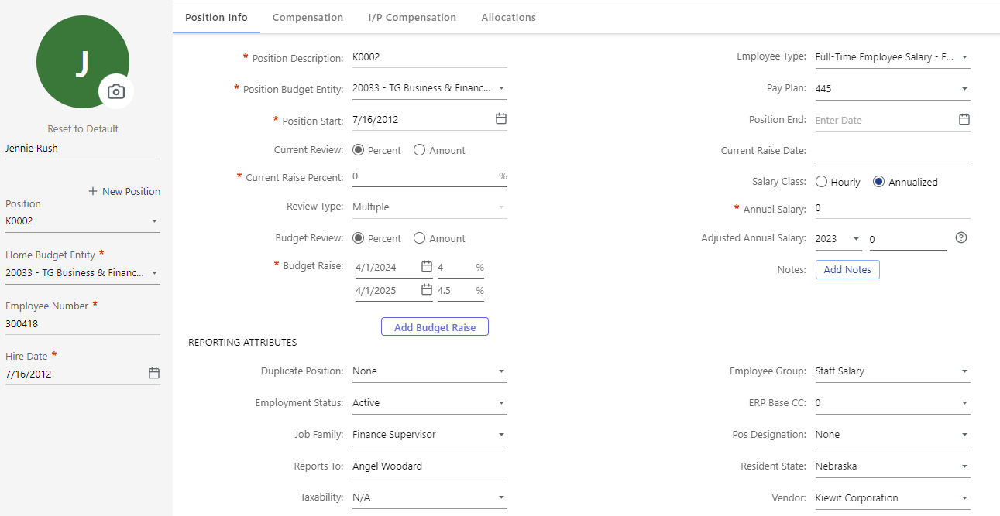 J
Reset to Default
Jennie Rush
+ New Position
Position
K0002
Home Budget Entity *
20033 - TG Business & Financ...
Employee Number *
300418
Hire Date *
7/16/2012
Position Info Compensation I/P Compensation Allocations
* Position Description: K0002
Employee Type: Full-Time Employee Salary - F...
* Position Budget Entity: 20033 - TG Business & Financ...
Pay Plan: 445
* Position Start: 7/16/2012
Position End: Enter Date
Current Review: Percent Amount
Current Raise Date:
* Current Raise Percent: 0 %
Salary Class: Hourly Annualized
Review Type: Multiple
* Annual Salary: 0
Budget Review: Percent Amount
Adjusted Annual Salary: 2023 0 ?
* Budget Raise: 4/1/2024 4 %
Notes: Add Notes
4/1/2025 4.5 %
Add Budget Raise
REPORTING ATTRIBUTES
Duplicate Position: None
Employee Group: Staff Salary
Employment Status: Active
ERP Base CC: 0
Job Family: Finance Supervisor
Pos Designation: None
Reports To: Angel Woodard
Resident State: Nebraska
Taxability: N/A
Vendor: Kiewit Corporation